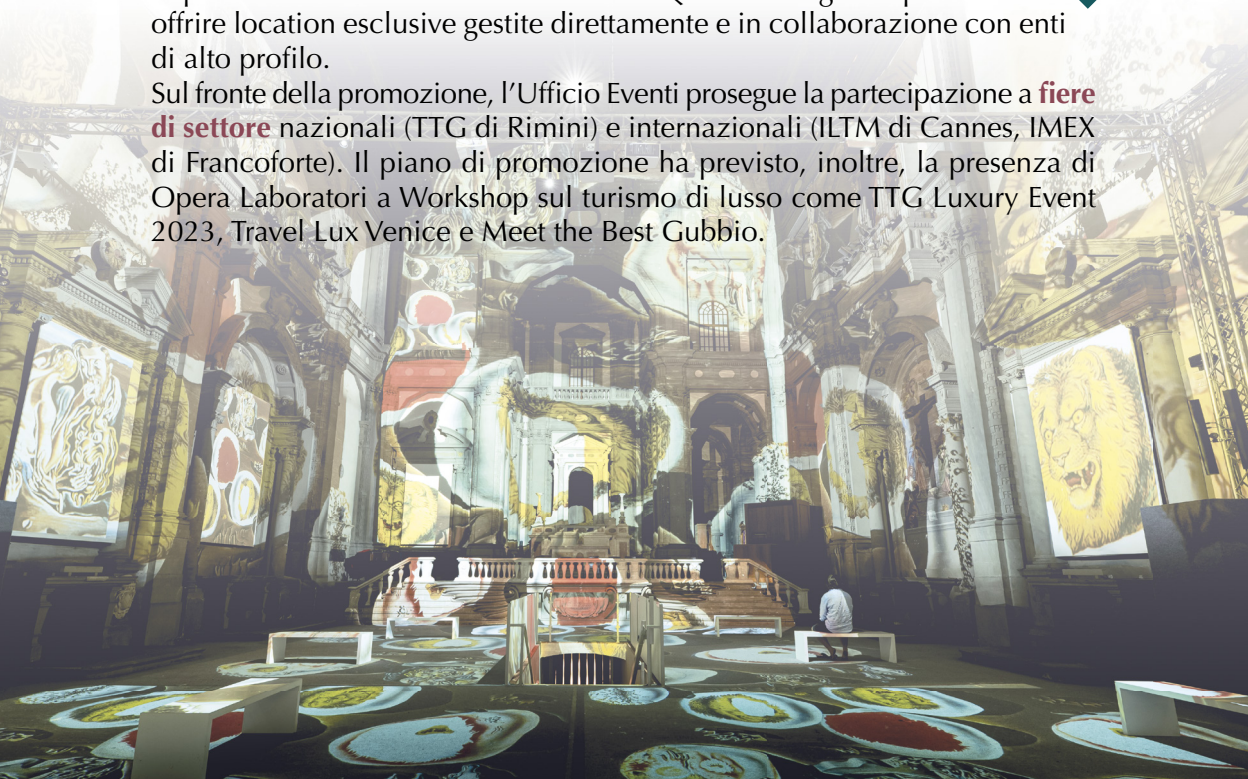 offrire location esclusive gestite direttamente e in collaborazione con enti
di alto profilo.
Sul fronte della promozione, l’Ufficio Eventi prosegue la partecipazione a fiere
di settore nazionali (TTG di Rimini) e internazionali (ILTM di Cannes, IMEX
di Francoforte). Il piano di promozione ha previsto, inoltre, la presenza di
Opera Laboratori a Workshop sul turismo di lusso come TTG Luxury Event
2023, Travel Lux Venice e Meet the Best Gubbio.